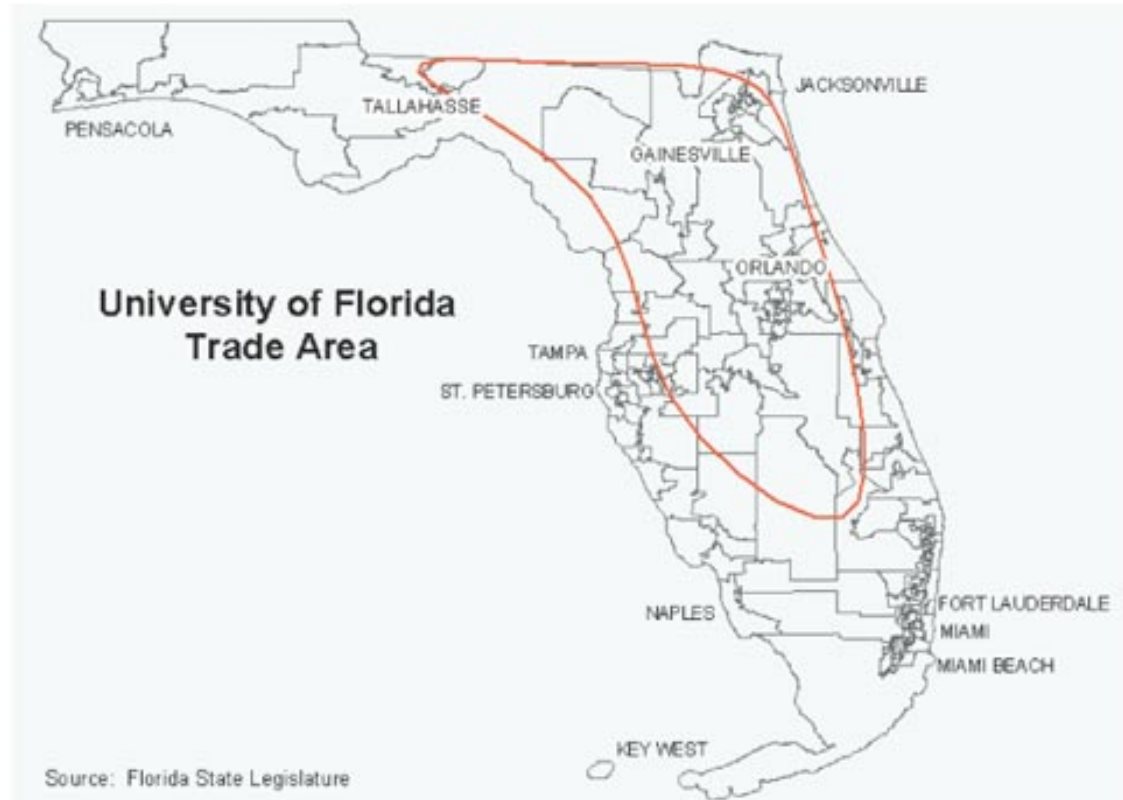 JACKSONVILLE
TALLAHASSE
PENSACOLA
GAINESVILLE
ORLANDO
University of Florida
Trade Area
TAMPA
ST. PETERSBURG
NAPLES
FORT LAUDERDALE
MIAMI
MIAMI BEACH
KEY WEST
Source: Florida State Legislature